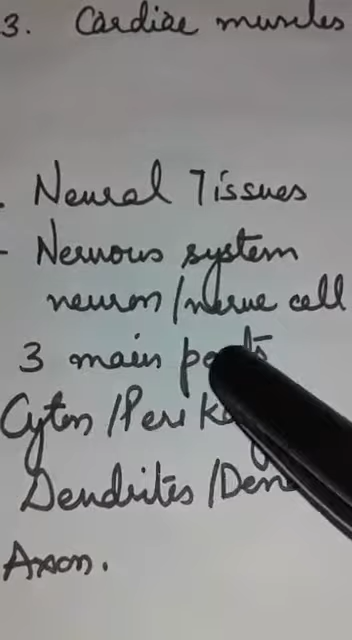 3. Cardiac muscles
. Neural Tissues
- Nervous system
neuron/nerve cell
3 main parts
Cyton/Peri k
Dendrites/Den
Axon.